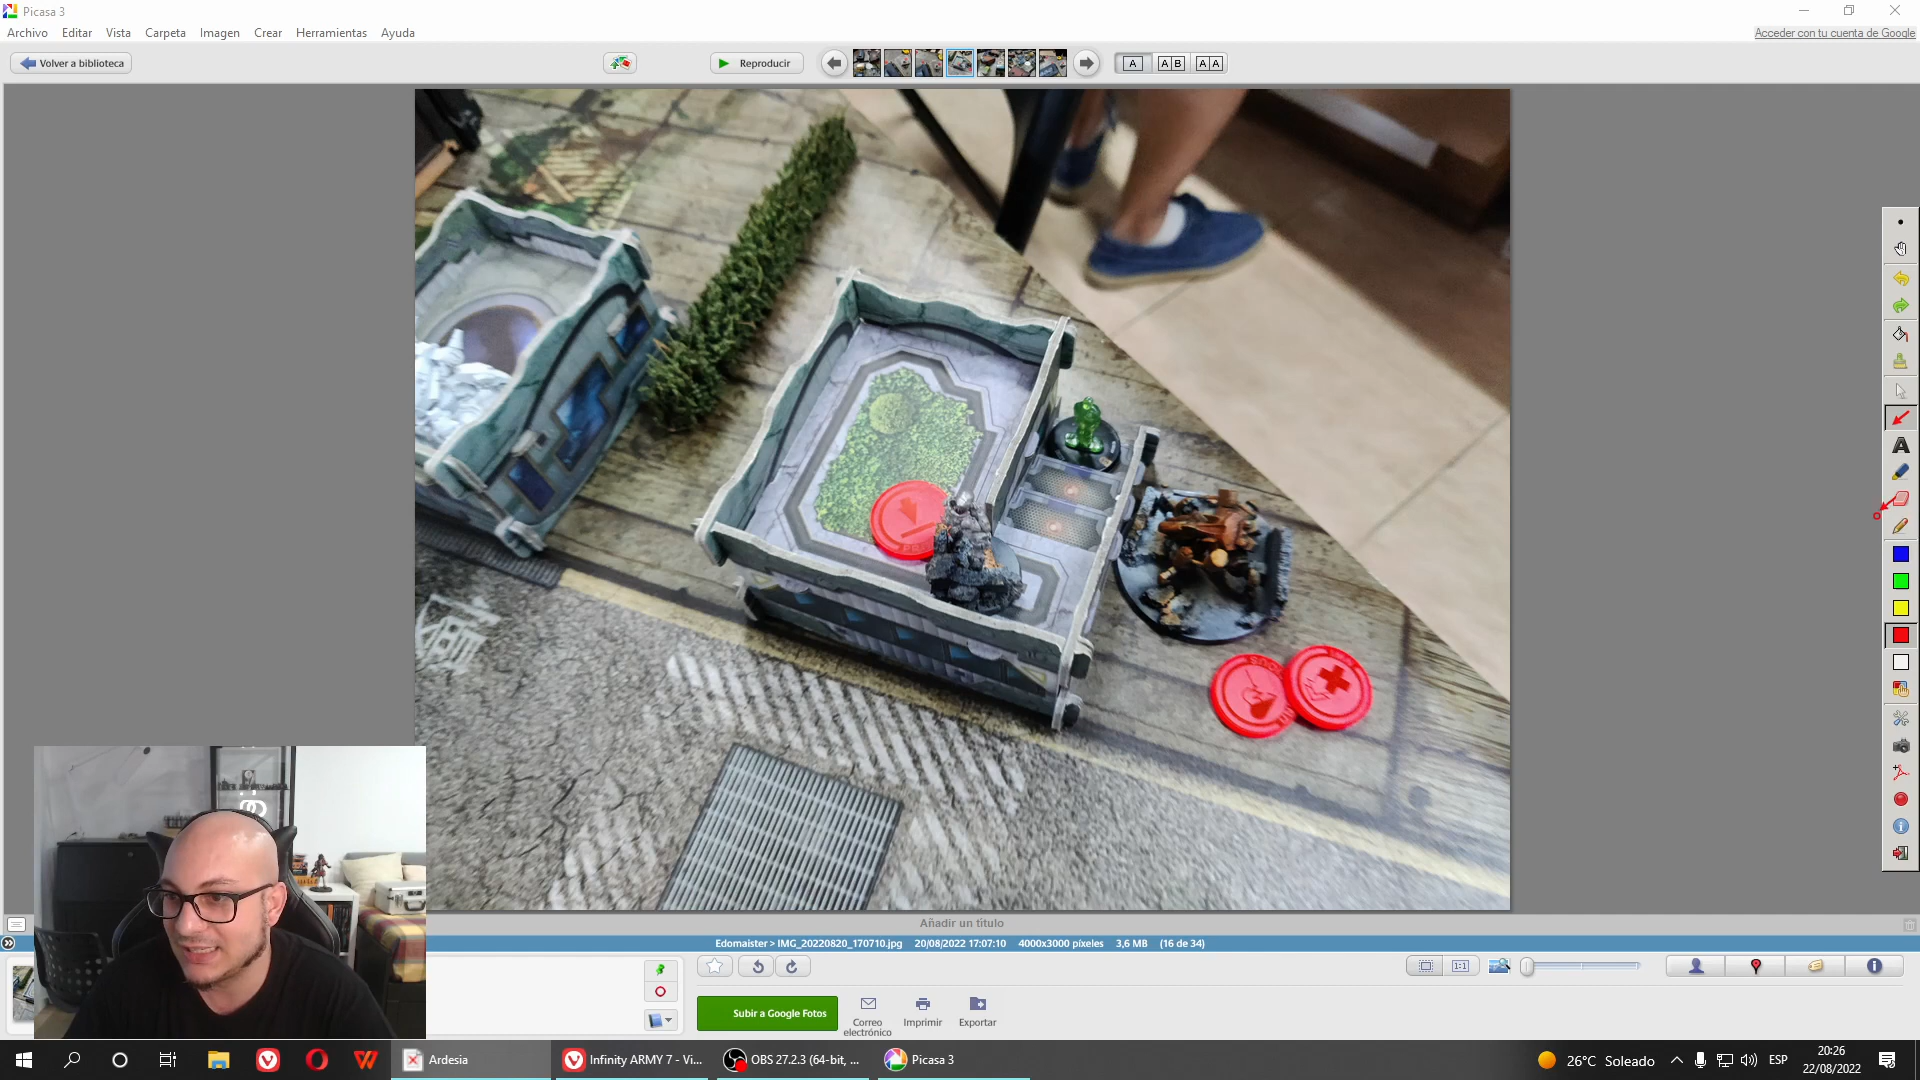 Picasa 3
Archivo Editar Vista Carpeta Imagen Crear Herramientas Ayuda
Acceder con tu cuenta de Google
Volver a biblioteca
Reproducir
A
A B
A A
A
Añadir un título
Edomaister > IMG_20220820_170710.jpg 20/08/2022 17:07:10 4000x3000 píxeles 3,6 MB (16 de 34)
1:1
Subir a Google Fotos
Correo electrónico
Imprimir
Exportar
Ardesia
Infinity ARMY 7 - Vi...
OBS 27.2.3 (64-bit, ...
Picasa 3
26°C Soleado
ESP
20:26
22/08/2022